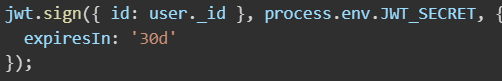 jwt.sign({ id: user._id }, process.env.JWT_SECRET, {
  expiresIn: '30d'
});